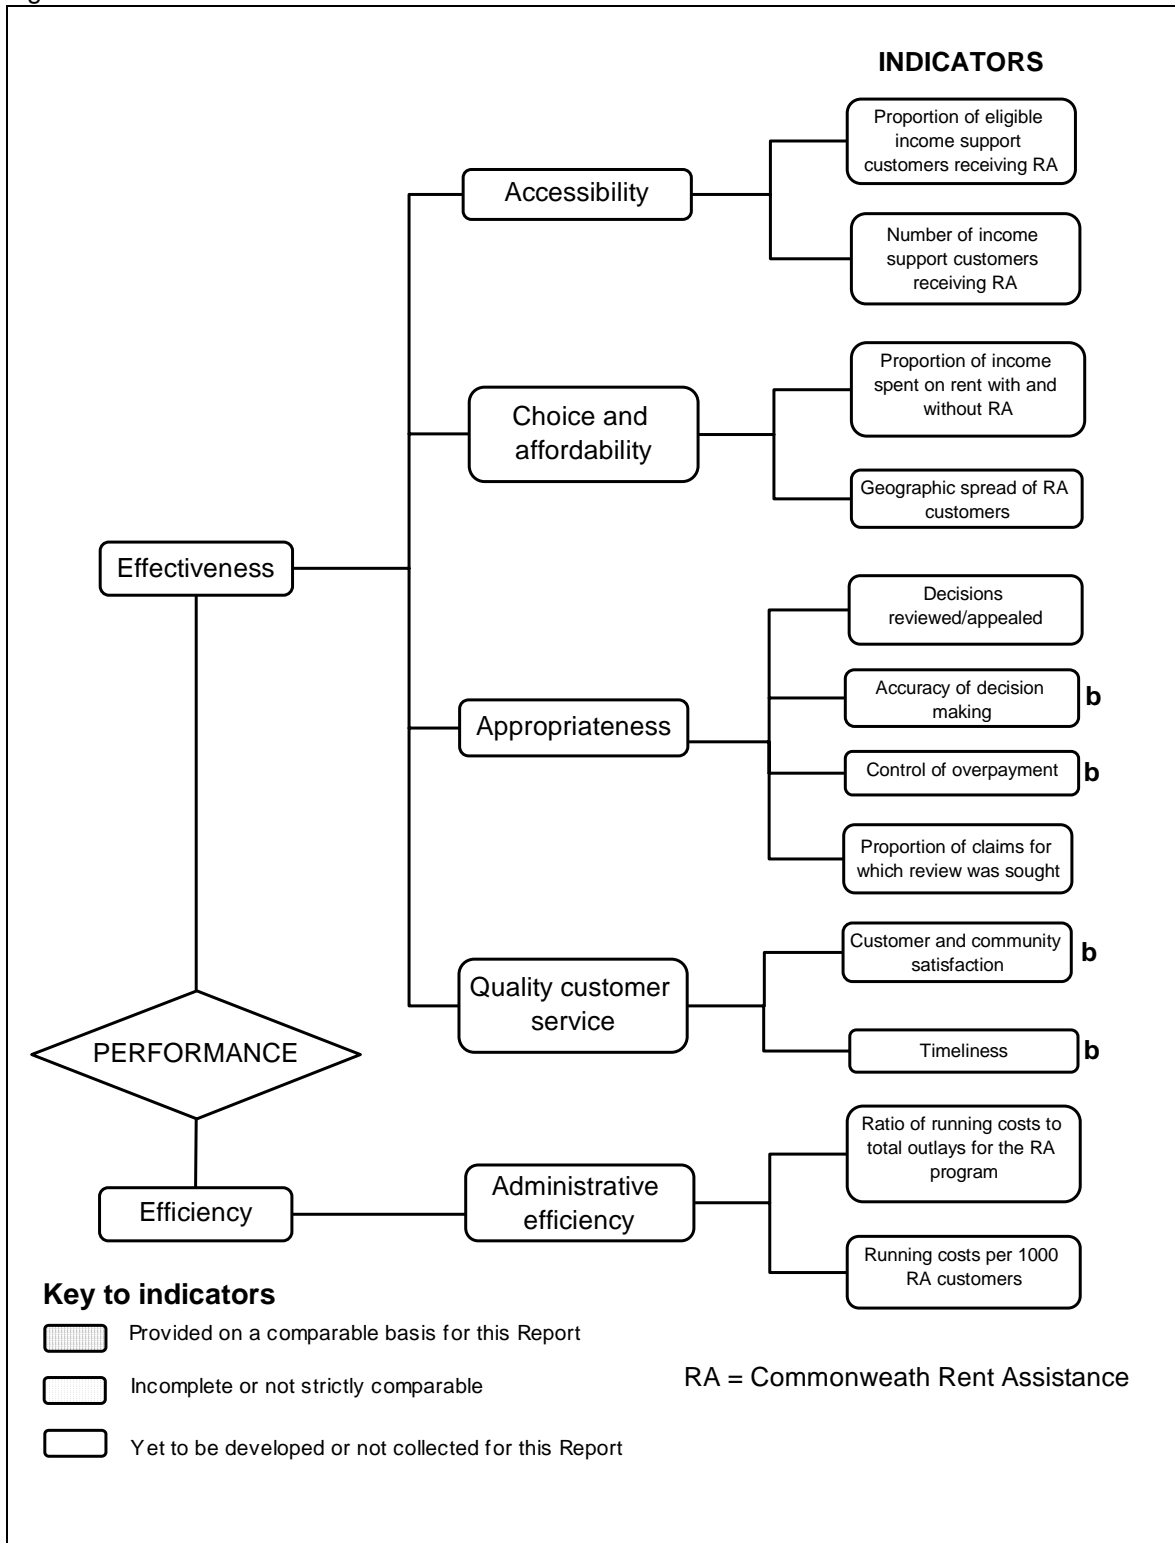 INDICATORS
Proportion of eligible
income support
customers receiving RA
Accessibility
Number of income
support customers
receiving RA
Proportion of income
spent on rent with and
without RA
Choice and
affordability
Geographic spread of RA
customers
Effectiveness
Decisions
reviewed/appealed
Accuracy of decision
making
b
Appropriateness
Control of overpayment
b
Proportion of claims for
which review was sought
Customer and community
satisfaction
b
Quality customer
service
Timeliness
b
PERFORMANCE
Ratio of running costs to
total outlays for the RA
program
Administrative
efficiency
Efficiency
Running costs per 1000
RA customers
Key to indicators
Provided on a comparable basis for this Report
Incomplete or not strictly comparable
Yet to be developed or not collected for this Report
RA = Commonweath Rent Assistance